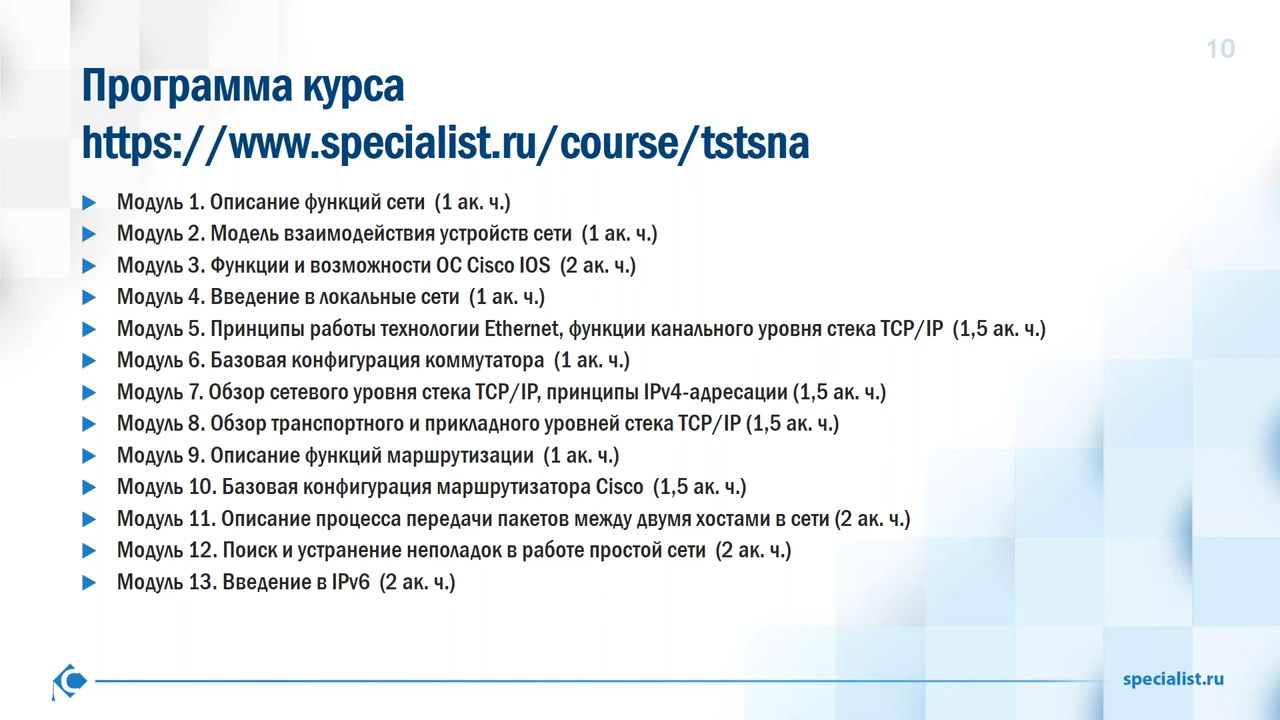 10
Программа курса
https://www.specialist.ru/course/tstsna
Модуль 1. Описание функций сети (1 ак. ч.)
Модуль 2. Модель взаимодействия устройств сети (1 ак. ч.)
Модуль 3. Функции и возможности ОС Cisco IOS (2 ак. ч.)
Модуль 4. Введение в локальные сети (1 ак. ч.)
Модуль 5. Принципы работы технологии Ethernet, функции канального уровня стека TCP/IP (1,5 ак. ч.)
Модуль 6. Базовая конфигурация коммутатора (1 ак. ч.)
Модуль 7. Обзор сетевого уровня стека TCP/IP, принципы IPv4-адресации (1,5 ак. ч.)
Модуль 8. Обзор транспортного и прикладного уровней стека TCP/IP (1,5 ак. ч.)
Модуль 9. Описание функций маршрутизации (1 ак. ч.)
Модуль 10. Базовая конфигурация маршрутизатора Cisco (1,5 ак. ч.)
Модуль 11. Описание процесса передачи пакетов между двумя хостами в сети (2 ак. ч.)
Модуль 12. Поиск и устранение неполадок в работе простой сети (2 ак. ч.)
Модуль 13. Введение в IPv6 (2 ак. ч.)
specialist.ru